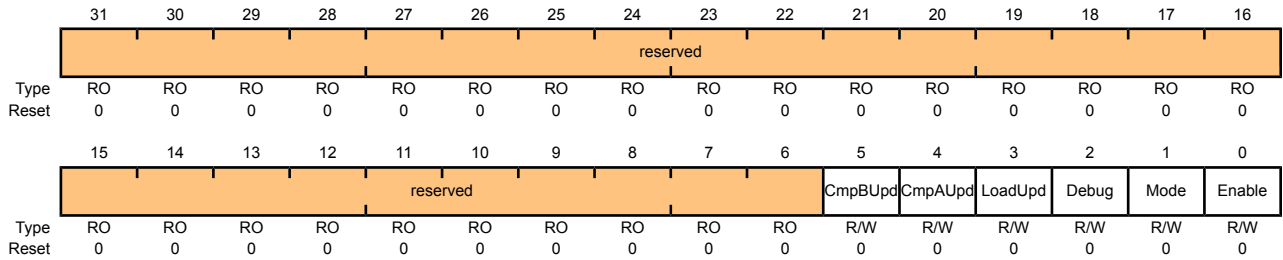 31 30 29 28 27 26 25 24 23 22 21 20 19 18 17 16
reserved
Type RO RO RO RO RO RO RO RO RO RO RO RO RO RO RO RO
Reset 0 0 0 0 0 0 0 0 0 0 0 0 0 0 0 0
15 14 13 12 11 10 9 8 7 6 5 4 3 2 1 0
reserved CmpBUpd CmpAUpd LoadUpd Debug Mode Enable
Type RO RO RO RO RO RO RO RO RO RO R/W R/W R/W R/W R/W R/W
Reset 0 0 0 0 0 0 0 0 0 0 0 0 0 0 0 0